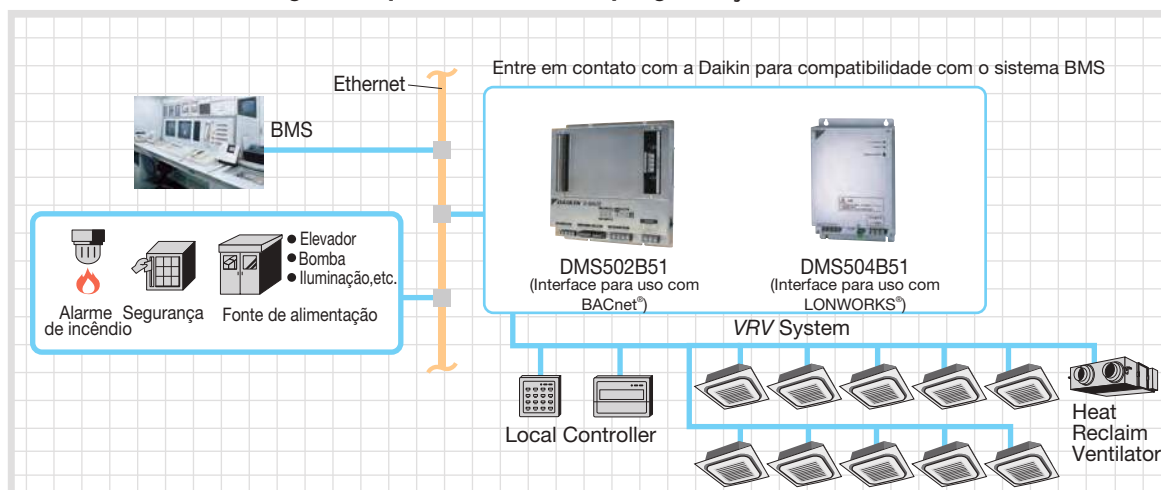 Ethernet
Entre em contato com a Daikin para compatibilidade com o sistema BMS
BMS
DAIKIN
DMS502B51
(Interface para uso com
BACnet®)
DMS504B51
(Interface para uso com
LONWORKS®)
● Elevador
● Bomba
● Iluminação,etc.
Alarme
de incêndio
Segurança
Fonte de alimentação
VRV System
Local Controller
Heat
Reclaim
Ventilator